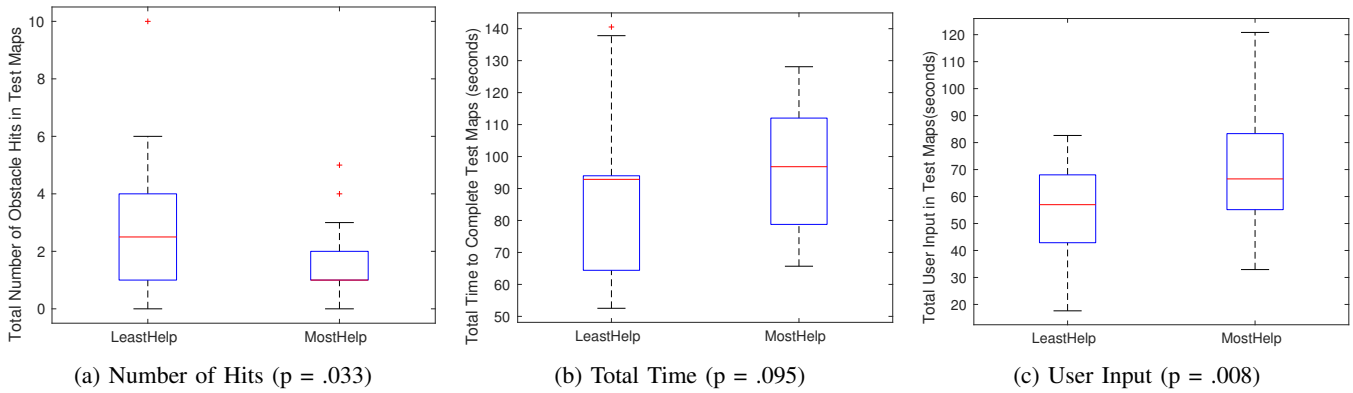 Total Number of Obstacle Hits in Test Maps
10
8
6
4
2
0
LeastHelp
MostHelp
(a) Number of Hits (p = .033)
Total Time to Complete Test Maps (seconds)
140
130
120
110
100
90
80
70
60
50
LeastHelp
MostHelp
(b) Total Time (p = .095)
Total User Input in Test Maps(seconds)
120
110
100
90
80
70
60
50
40
30
20
LeastHelp
MostHelp
(c) User Input (p = .008)